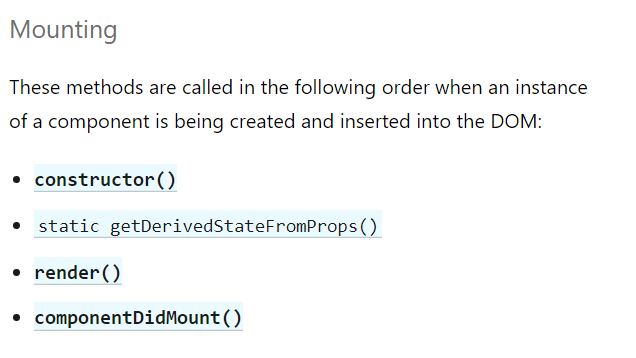 Mounting
These methods are called in the following order when an instance
of a component is being created and inserted into the DOM:
• constructor()
• static getDerivedStateFromProps()
• render()
• componentDidMount()